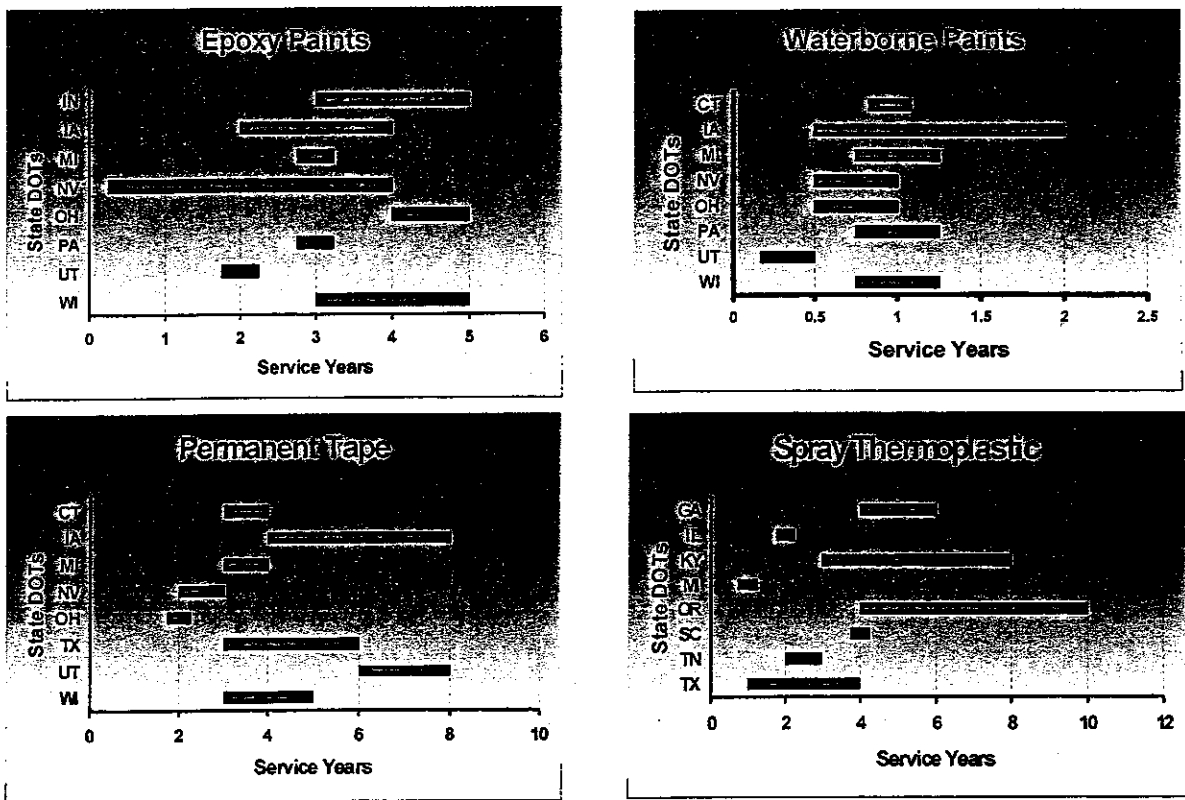 Epoxy Paints
State DOTs
IN
IA
MI
NV
OH
PA
UT
WI
0 1 2 3 4 5 6
Service Years
Waterborne Paints
State DOTs
CT
IA
MI
NV
OH
PA
UT
WI
0 0.5 1 1.5 2 2.5
Service Years
Permanent Tape
State DOTs
CT
IA
MI
NV
OH
TX
UT
WI
0 2 4 6 8 10
Service Years
Spray Thermoplastic
State DOTs
GA
KY
MI
OR
SC
TN
TX
0 2 4 6 8 10 12
Service Years